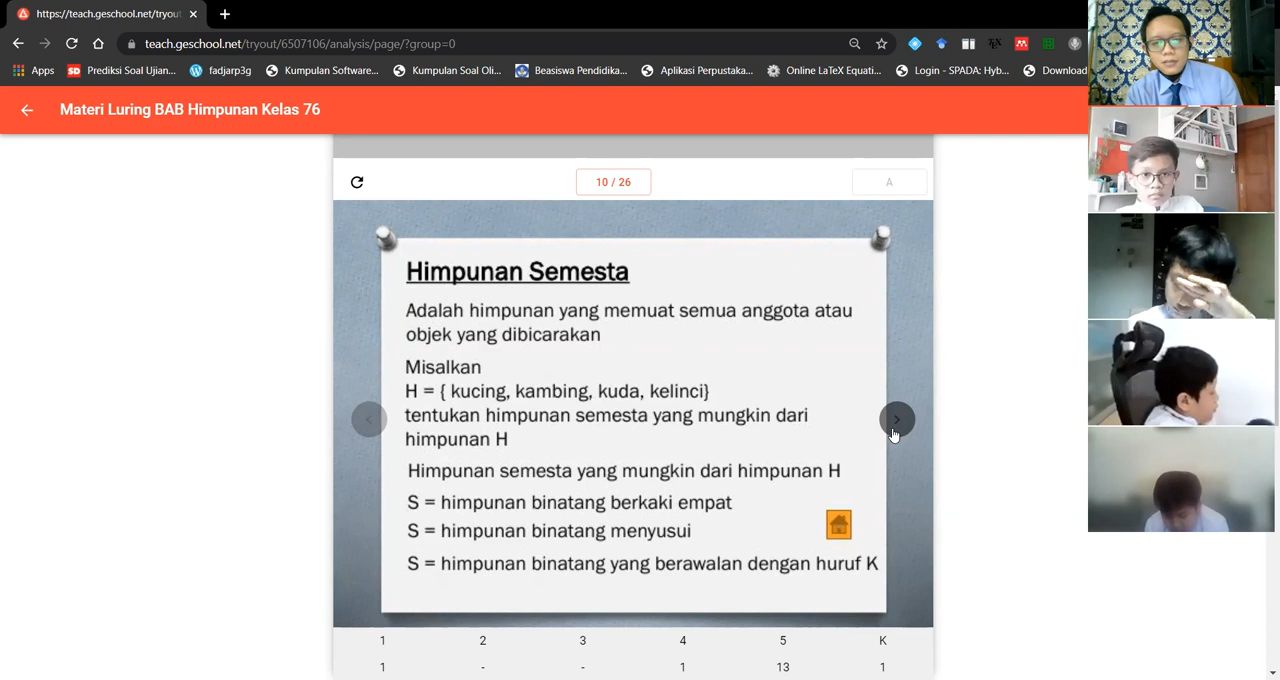 https://teach.geschool.net/tryout
teach.geschool.net/tryout/6507106/analysis/page/?group=0
Apps
SD Prediksi Soal Ujian...
fadjarp3g
Kumpulan Software...
Kumpulan Soal Oli...
Beasiswa Pendidika...
Aplikasi Perpustaka...
Online LaTeX Equati...
Login - SPADA: Hyb...
Download
Materi Luring BAB Himpunan Kelas 76
10 / 26
A
Himpunan Semesta
Adalah himpunan yang memuat semua anggota atau
objek yang dibicarakan
Misalkan
H = { kucing, kambing, kuda, kelinci}
tentukan himpunan semesta yang mungkin dari
himpunan H
Himpunan semesta yang mungkin dari himpunan H
S = himpunan binatang berkaki empat
S = himpunan binatang menyusui
S = himpunan binatang yang berawalan dengan huruf K
1 2 3 4 5 K
1 - - 1 13 1